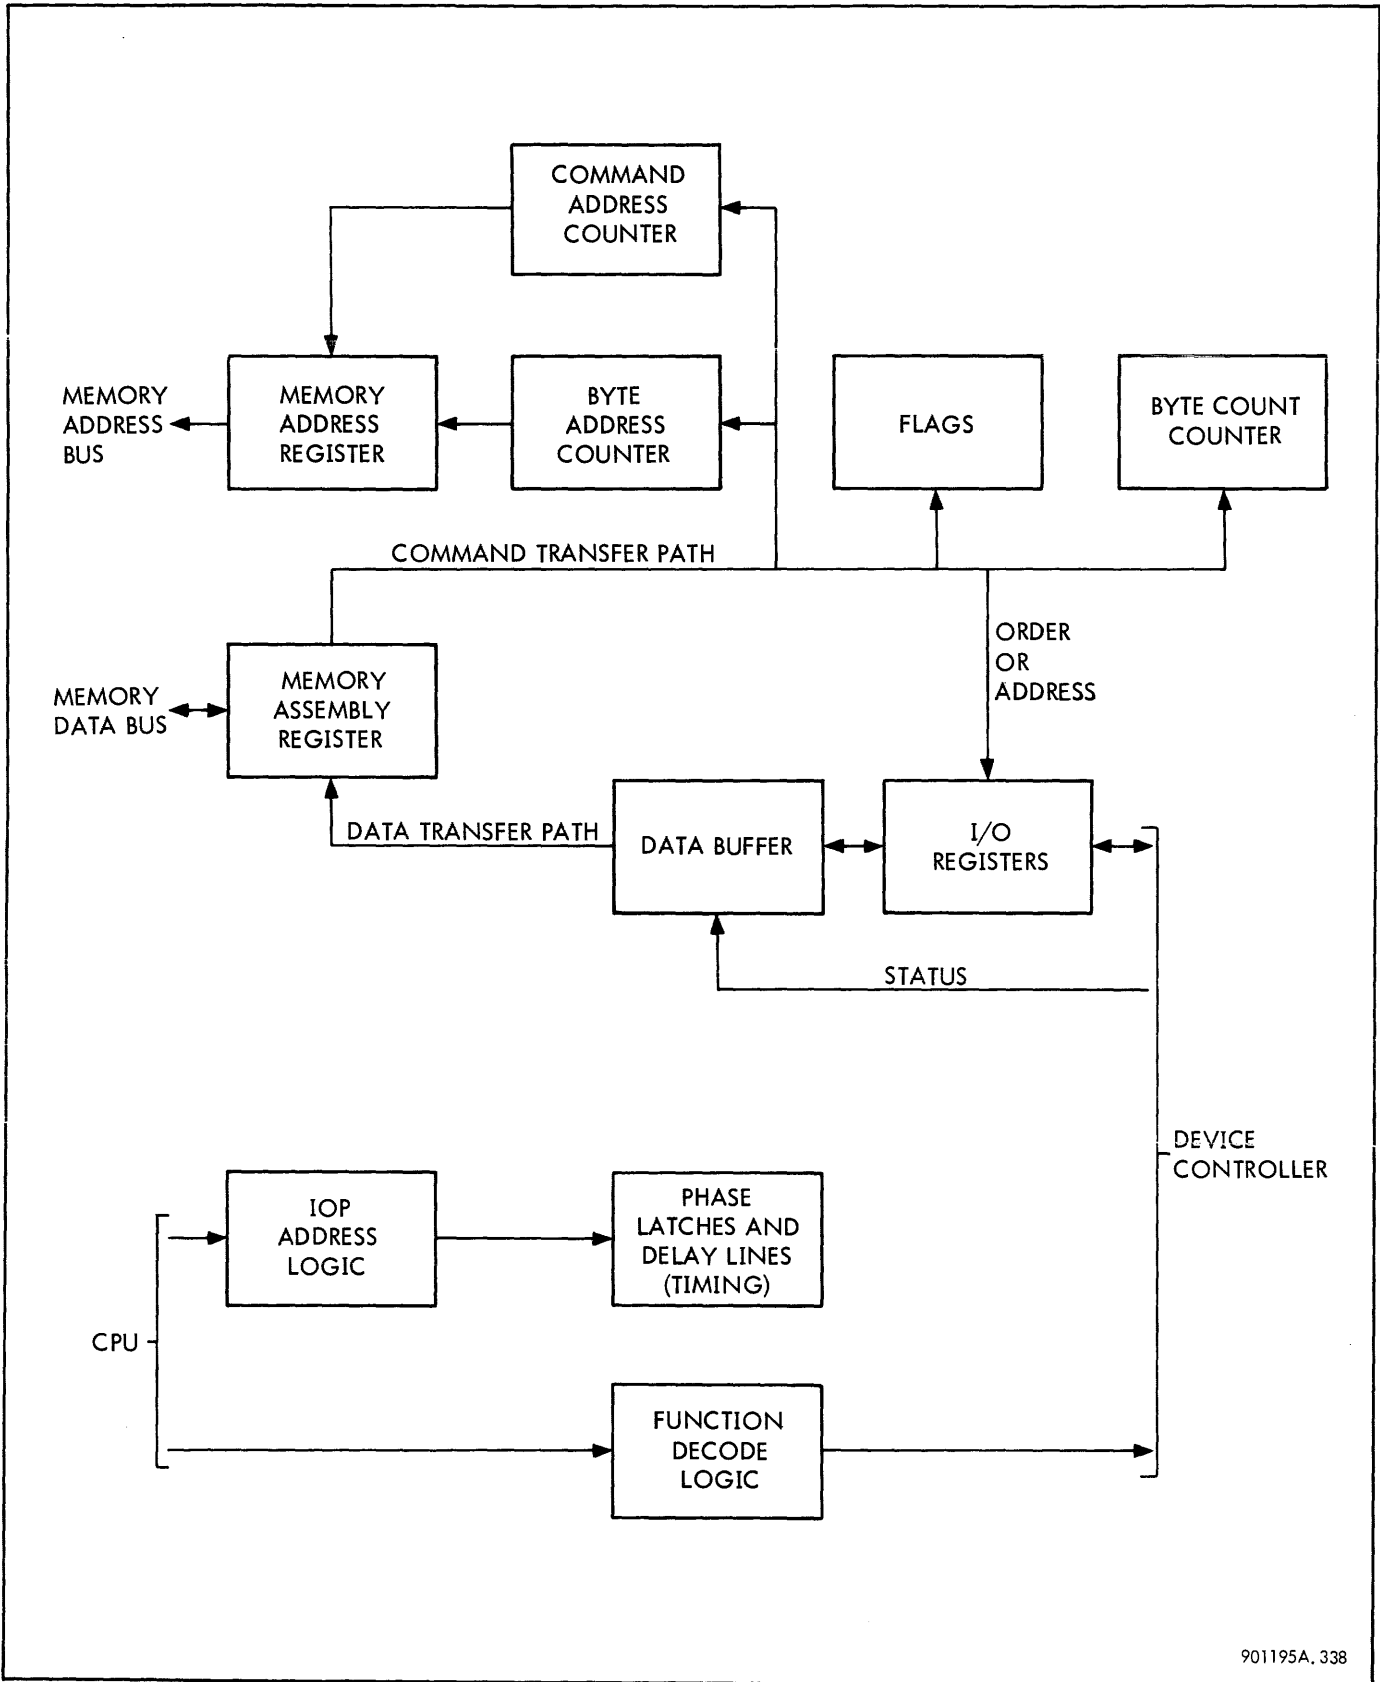 COMMAND
ADDRESS
COUNTER
MEMORY
ADDRESS
BUS
MEMORY
ADDRESS
REGISTER
BYTE
ADDRESS
COUNTER
FLAGS
BYTE COUNT
COUNTER
COMMAND TRANSFER PATH
ORDER
OR
ADDRESS
MEMORY
DATA BUS
MEMORY
ASSEMBLY
REGISTER
DATA TRANSFER PATH
DATA BUFFER
I/O
REGISTERS
STATUS
DEVICE
CONTROLLER
IOP
ADDRESS
LOGIC
PHASE
LATCHES AND
DELAY LINES
(TIMING)
CPU
FUNCTION
DECODE
LOGIC
901195A. 338